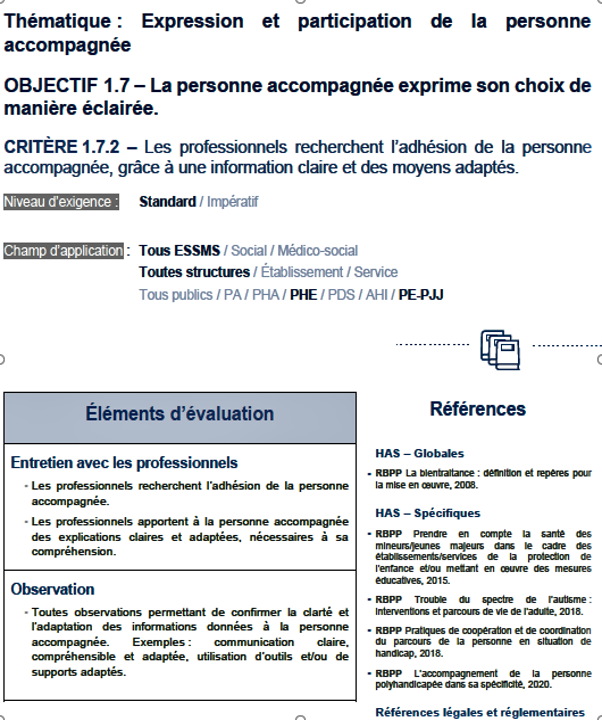 Thématique : Expression et participation de la personne
accompagnée
OBJECTIF 1.7 – La personne accompagnée exprime son choix de
manière éclairée.
CRITÈRE 1.7.2 – Les professionnels recherchent l'adhésion de la personne
accompagnée, grâce à une information claire et des moyens adaptés.
Niveau d'exigence : Standard / Impératif
Champ d'application : Tous ESSMS / Social / Médico-social
Toutes structures / Établissement / Service
Tous publics / PA / PHA / PHE / PDS / AHI / PE-PJJ
Éléments d'évaluation
Entretien avec les professionnels
- Les professionnels recherchent l'adhésion de la personne
accompagnée.
- Les professionnels apportent à la personne accompagnée
des explications claires et adaptées, nécessaires à sa
compréhension.
Observation
- Toutes observations permettant de confirmer la clarté et
l'adaptation des informations données à la personne
accompagnée. Exemples : communication claire,
compréhensible et adaptée, utilisation d'outils et/ou de
supports adaptés.
Références
HAS – Globales
• RBPP La bientraitance : définition et repères pour
la mise en œuvre, 2008.
HAS – Spécifiques
• RBPP Prendre en compte la santé des
mineurs/jeunes majeurs dans le cadre des
établissements/services de la protection de
l'enfance et/ou mettant en œuvre des mesures
éducatives, 2015.
• RBPP Trouble du spectre de l'autisme :
interventions et parcours de vie de l'adulte, 2018.
• RBPP Pratiques de coopération et de coordination
du parcours de la personne en situation de
handicap, 2018.
• RBPP L'accompagnement de la personne
polyhandicapée dans sa spécificité, 2020.
Références légales et réglementaires